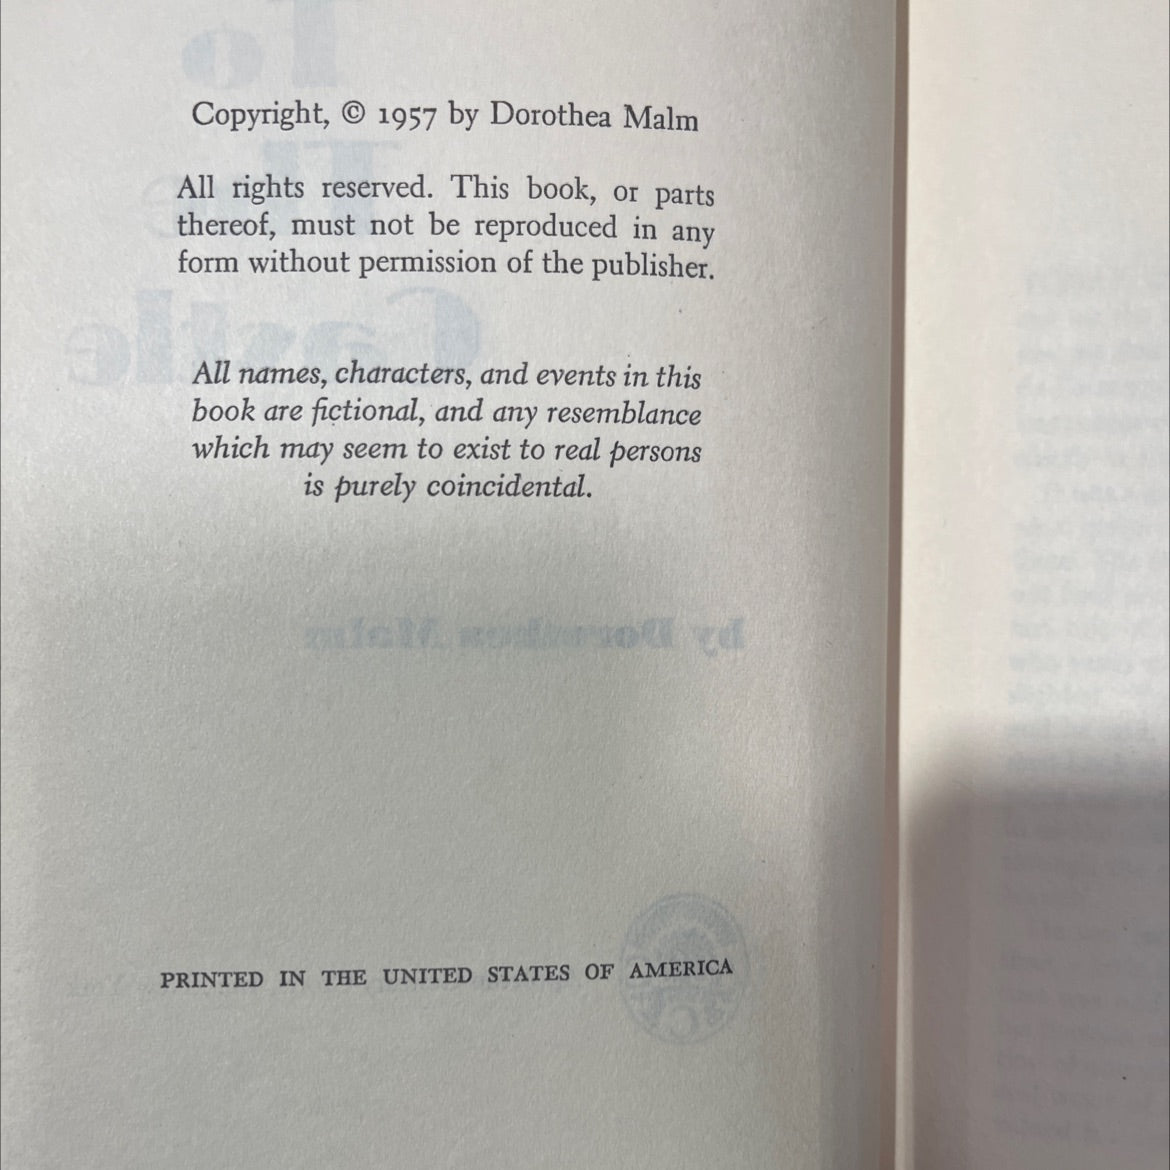 Copyright, © 1957 by Dorothea Malm
All rights reserved. This book, or parts
thereof, must not be reproduced in any
form without permission of the publisher.
All names, characters, and events in this
book are fictional, and any resemblance
which may seem to exist to real persons
is purely coincidental.
PRINTED IN THE UNITED STATES OF AMERICA